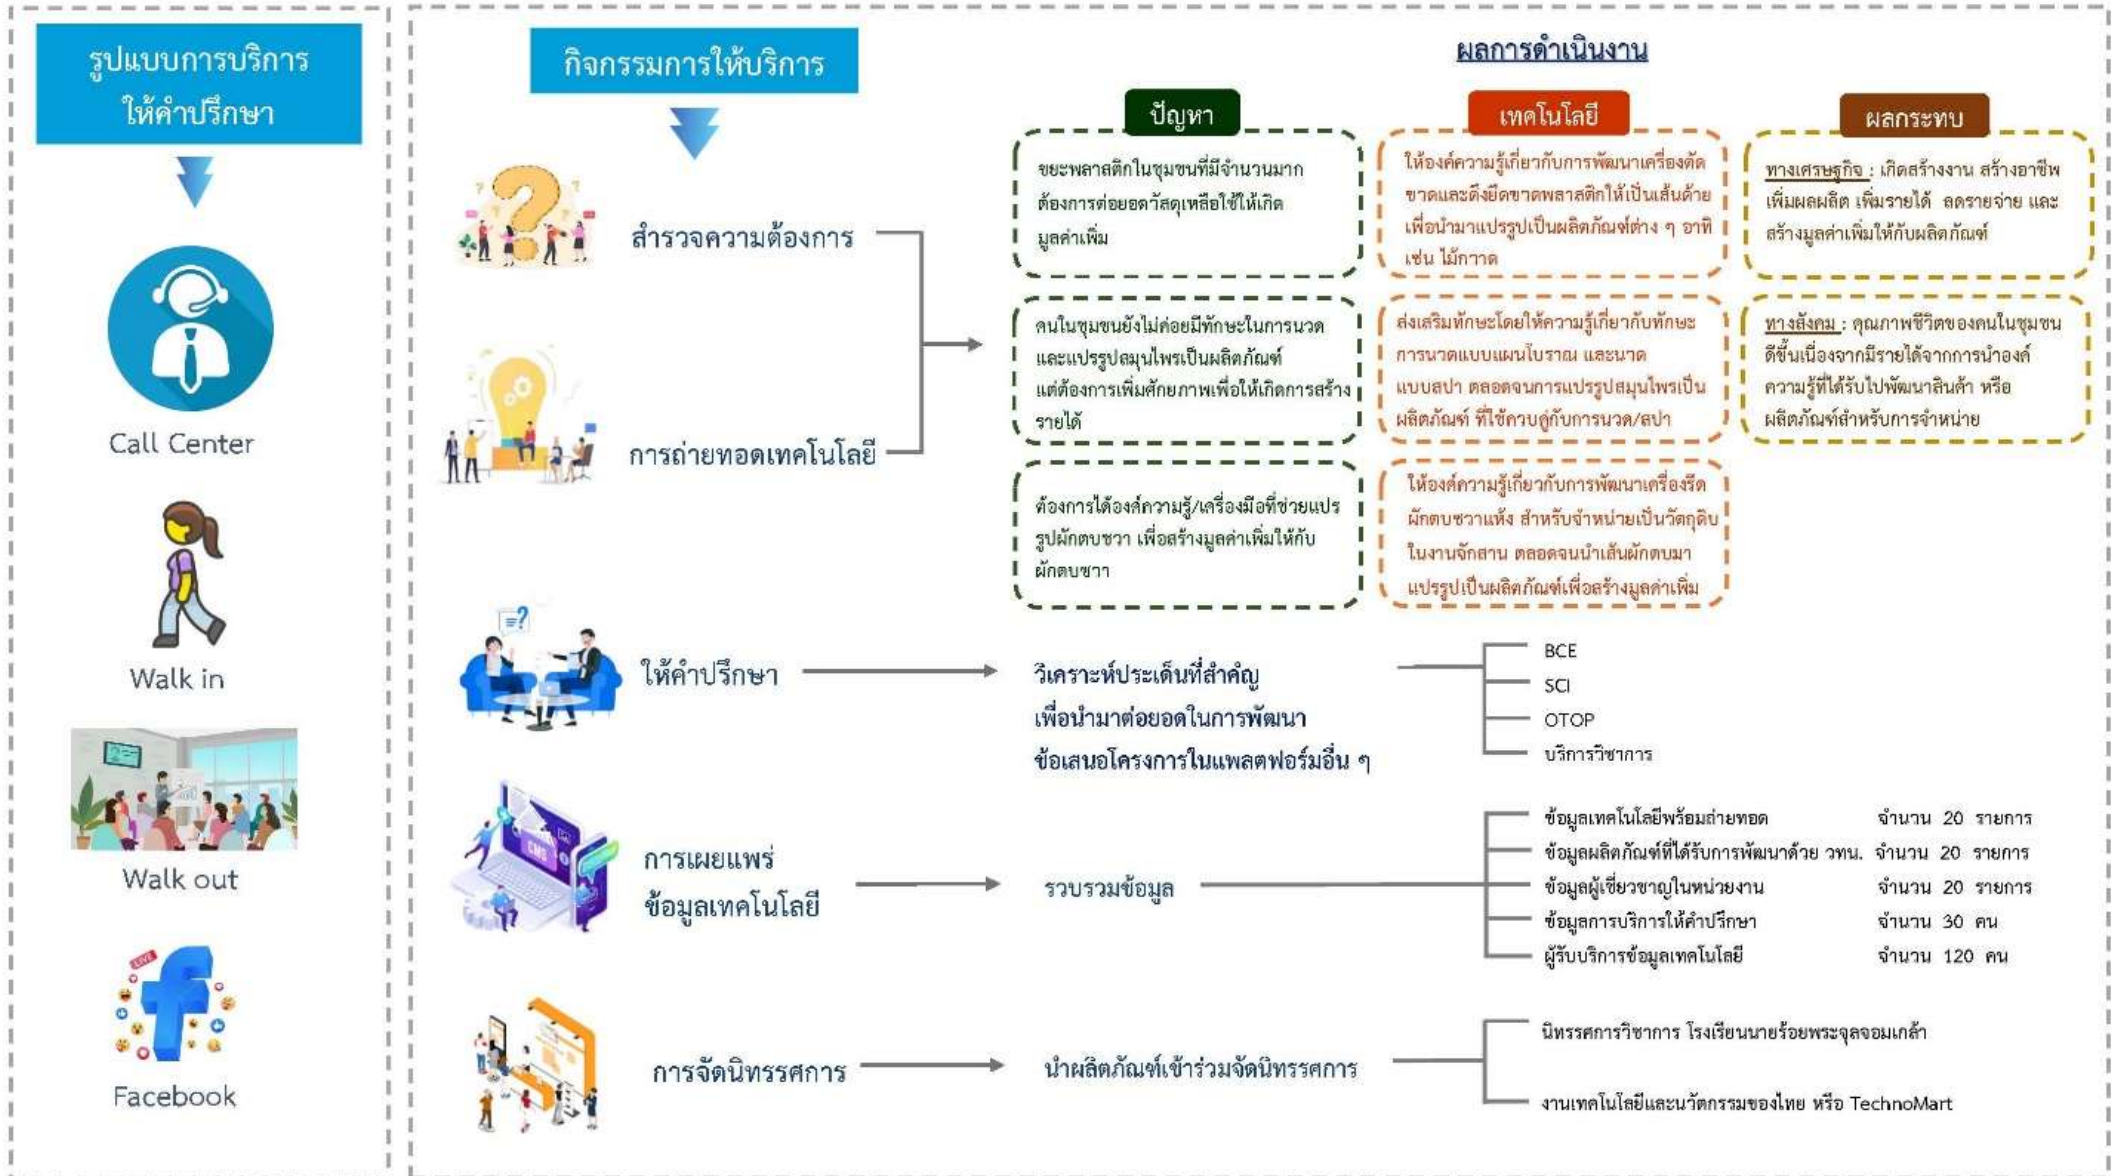 รูปแบบการบริการ
ให้คำปรึกษา
Call Center
Walk in
Walk out
LIVE
Facebook
กิจกรรมการให้บริการ
สำรวจความต้องการ
การถ่ายทอดเทคโนโลยี
ผลการดำเนินงาน
ปัญหา
ขยะพลาสติกในชุมชนที่มีจำนวนมาก
ต้องการต่อยอดวัสดุเหลือใช้ให้เกิด
มูลค่าเพิ่ม
คนในชุมชนยังไม่ค่อยมีทักษะในการนวด
และแปรรูปสมุนไพรเป็นผลิตภัณฑ์
แต่ต้องการเพิ่มศักยภาพเพื่อให้เกิดการสร้าง
รายได้
ต้องการได้องค์ความรู้/เครื่องมือที่ช่วยแปร
รูปผักตบชวา เพื่อสร้างมูลค่าเพิ่มให้กับ
ผักตบชวา
เทคโนโลยี
ให้องค์ความรู้เกี่ยวกับการพัฒนาเครื่องตัด
ขวดและดึงยืดขวดพลาสติกให้เป็นเส้นด้าย
เพื่อนำมาแปรรูปเป็นผลิตภัณฑ์ต่าง ๆ อาทิ
เช่น ไม้กวาด
ส่งเสริมทักษะโดยให้ความรู้เกี่ยวกับทักษะ
การนวดแบบแผนโบราณ และนวด
แบบสปา ตลอดจนการแปรรูปสมุนไพรเป็น
ผลิตภัณฑ์ ที่ใช้ควบคู่กับการนวด/สปา
ให้องค์ความรู้เกี่ยวกับการพัฒนาเครื่องรีด
ผักตบชวาแห้ง สำหรับจำหน่ายเป็นวัตถุดิบ
ในงานจักสาน ตลอดจนนำเส้นผักตบมา
แปรรูปเป็นผลิตภัณฑ์เพื่อสร้างมูลค่าเพิ่ม
ผลกระทบ
ทางเศรษฐกิจ : เกิดสร้างงาน สร้างอาชีพ
เพิ่มผลผลิต เพิ่มรายได้ ลดรายจ่าย และ
สร้างมูลค่าเพิ่มให้กับผลิตภัณฑ์
ทางสังคม : คุณภาพชีวิตของคนในชุมชน
ดีขึ้นเนื่องจากมีรายได้จากการนำองค์
ความรู้ที่ได้รับไปพัฒนาสินค้า หรือ
ผลิตภัณฑ์สำหรับการจำหน่าย
ให้คำปรึกษา
วิเคราะห์ประเด็นที่สำคัญ
เพื่อนำมาต่อยอดในการพัฒนา
ข้อเสนอโครงการในแพลตฟอร์มอื่น ๆ
BCE
SCI
OTOP
บริการวิชาการ
CMS
การเผยแพร่
ข้อมูลเทคโนโลยี
รวบรวมข้อมูล
ข้อมูลเทคโนโลยีพร้อมถ่ายทอด จำนวน 20 รายการ
ข้อมูลผลิตภัณฑ์ที่ได้รับการพัฒนาด้วย วทน. จำนวน 20 รายการ
ข้อมูลผู้เชี่ยวชาญในหน่วยงาน จำนวน 20 รายการ
ข้อมูลการบริการให้คำปรึกษา จำนวน 30 คน
ผู้รับบริการข้อมูลเทคโนโลยี จำนวน 120 คน
การจัดนิทรรศการ
นำผลิตภัณฑ์เข้าร่วมจัดนิทรรศการ
นิทรรศการวิชาการ โรงเรียนนายร้อยพระจุลจอมเกล้า
งานเทคโนโลยีและนวัตกรรมของไทย หรือ TechnoMart